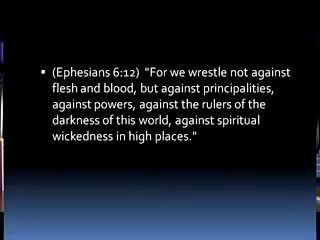 (Ephesians 6:12)  "For we wrestle not against
flesh and blood, but against principalities,
against powers, against the rulers of the
darkness of this world, against spiritual
wickedness in high places."